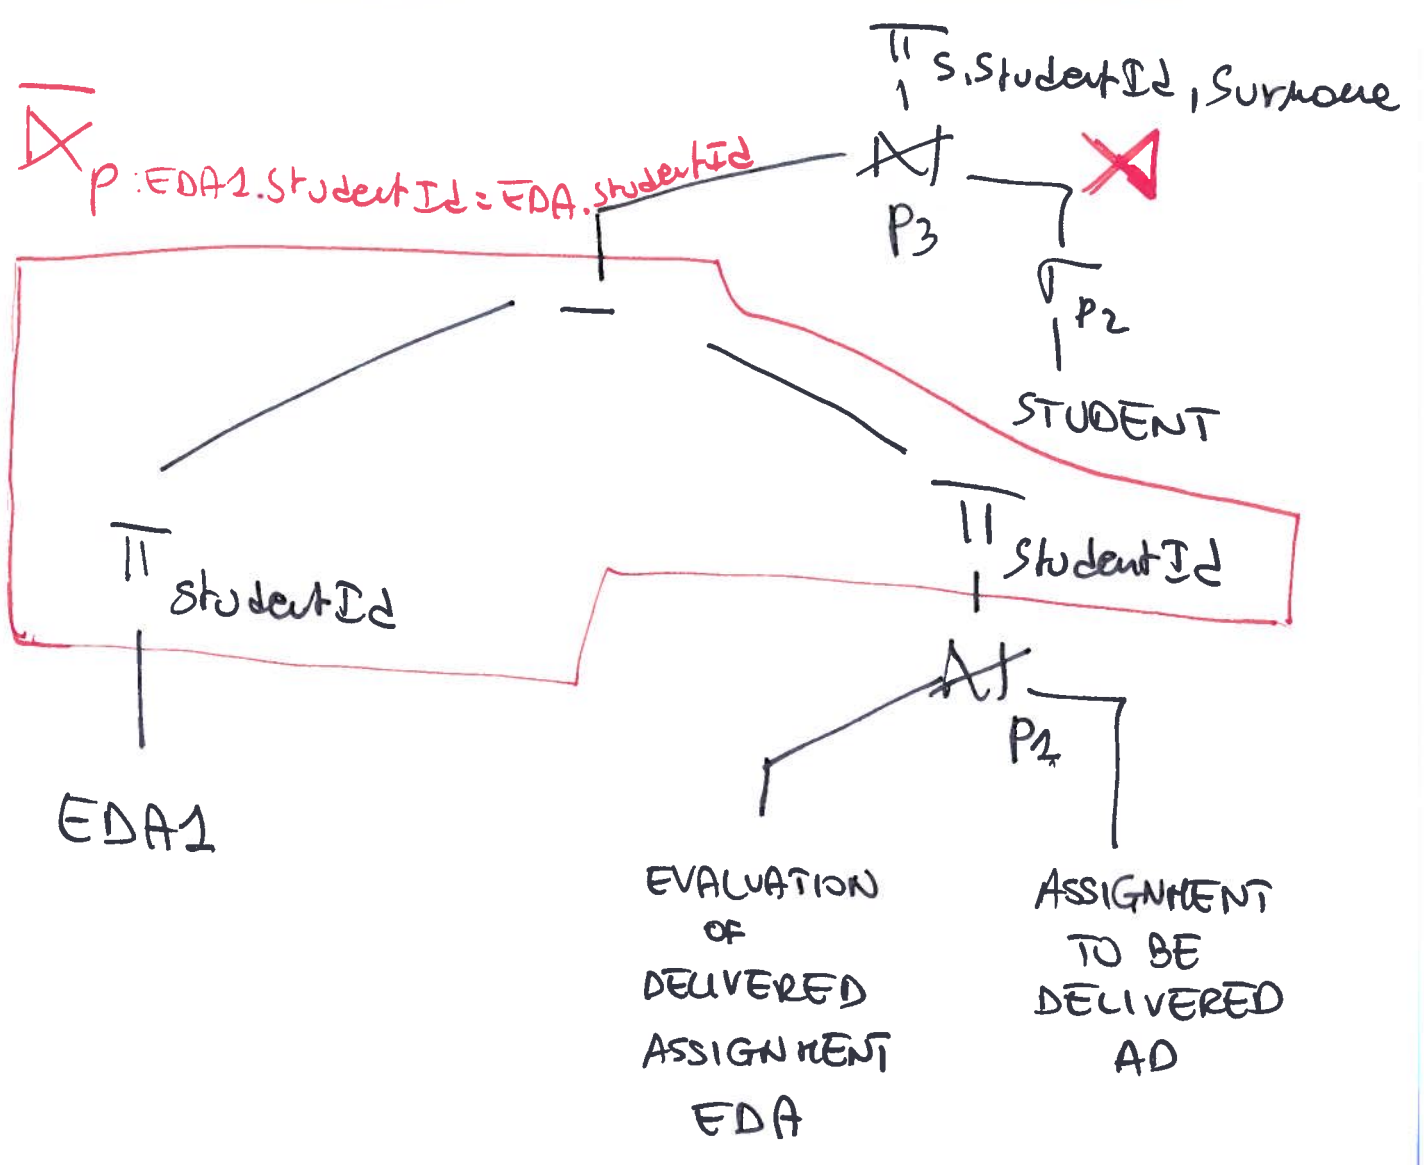 π S.StudentId, Surname
p: EDA1.StudentId = EDA.StudentId
P3
σ P2
STUDENT
−
π StudentId
π StudentId
P1
EDA1
EVALUATION
OF
DELIVERED
ASSIGNMENT
EDA
ASSIGNMENT
TO BE
DELIVERED
AD